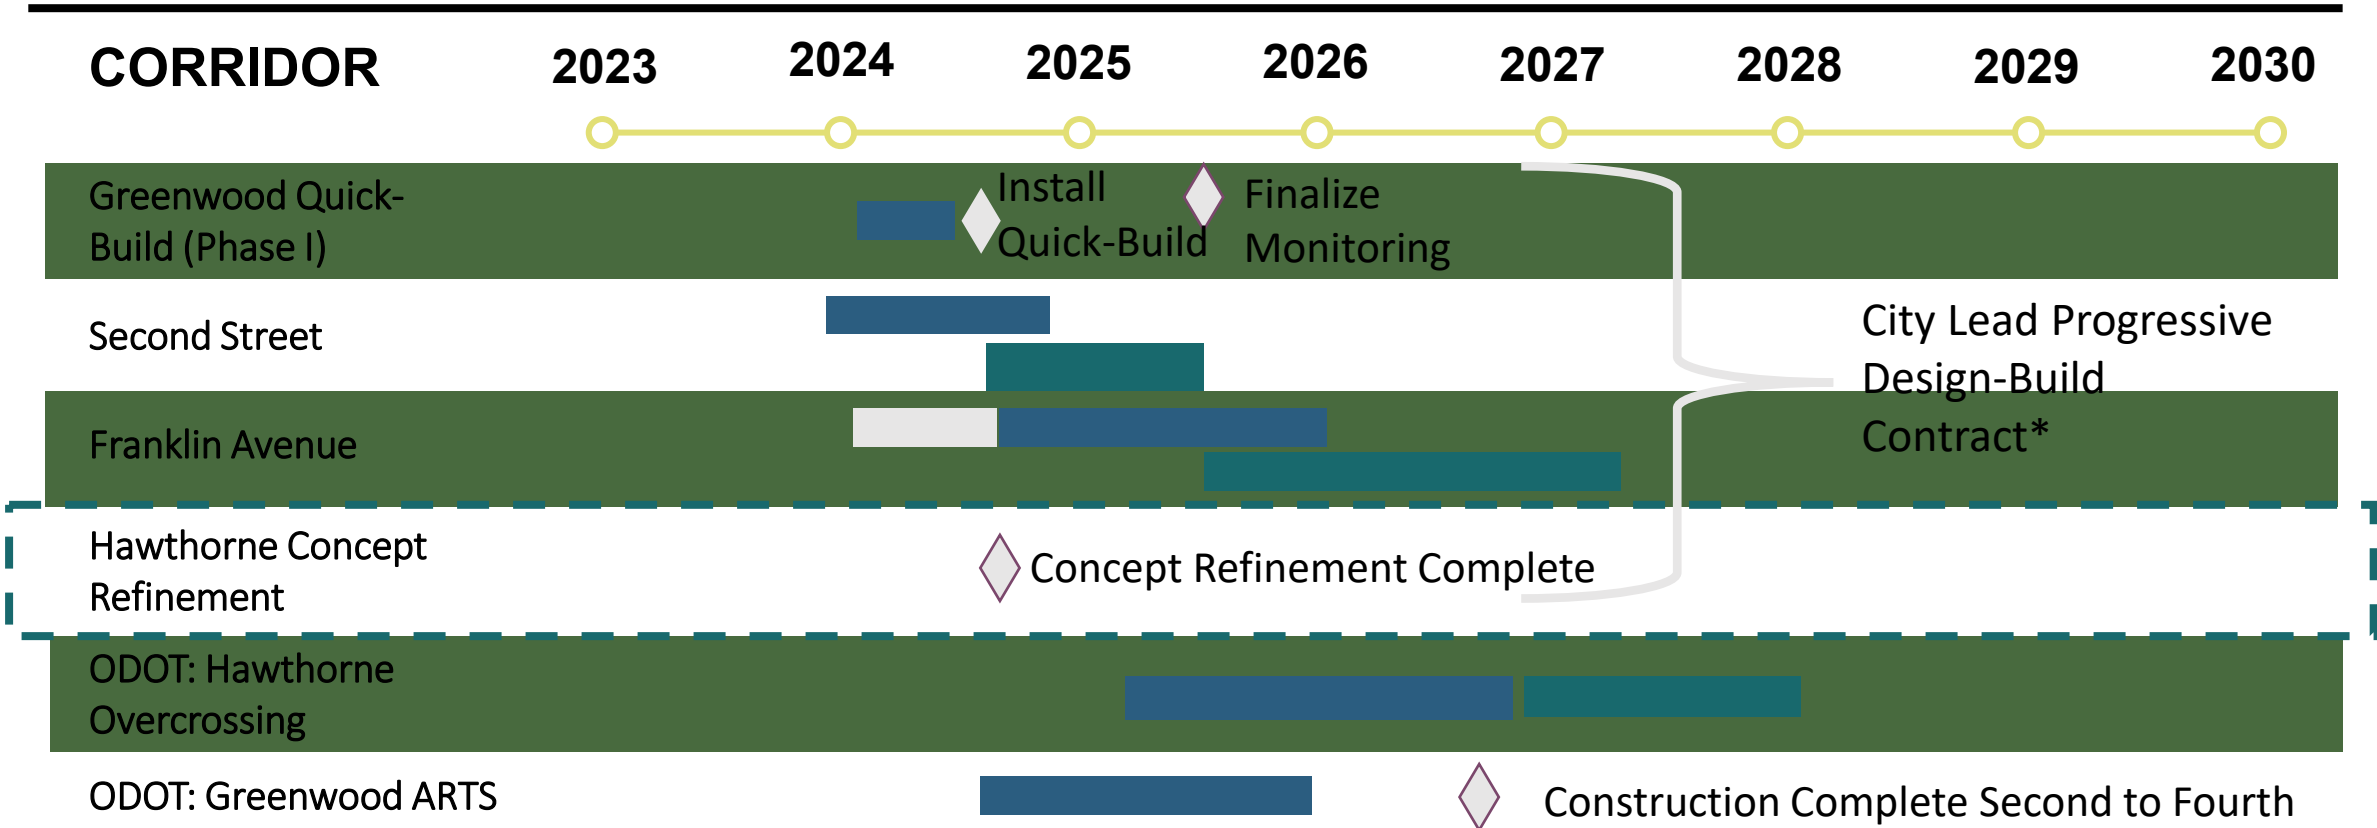 CORRIDOR 2023 2024 2025 2026 2027 2028 2029 2030
Greenwood Quick-
Build (Phase I)
Install
Quick-Build
Finalize
Monitoring
Second Street
City Lead Progressive
Design-Build
Contract*
Franklin Avenue
Hawthorne Concept
Refinement
Concept Refinement Complete
ODOT: Hawthorne
Overcrossing
ODOT: Greenwood ARTS
Construction Complete Second to Fourth